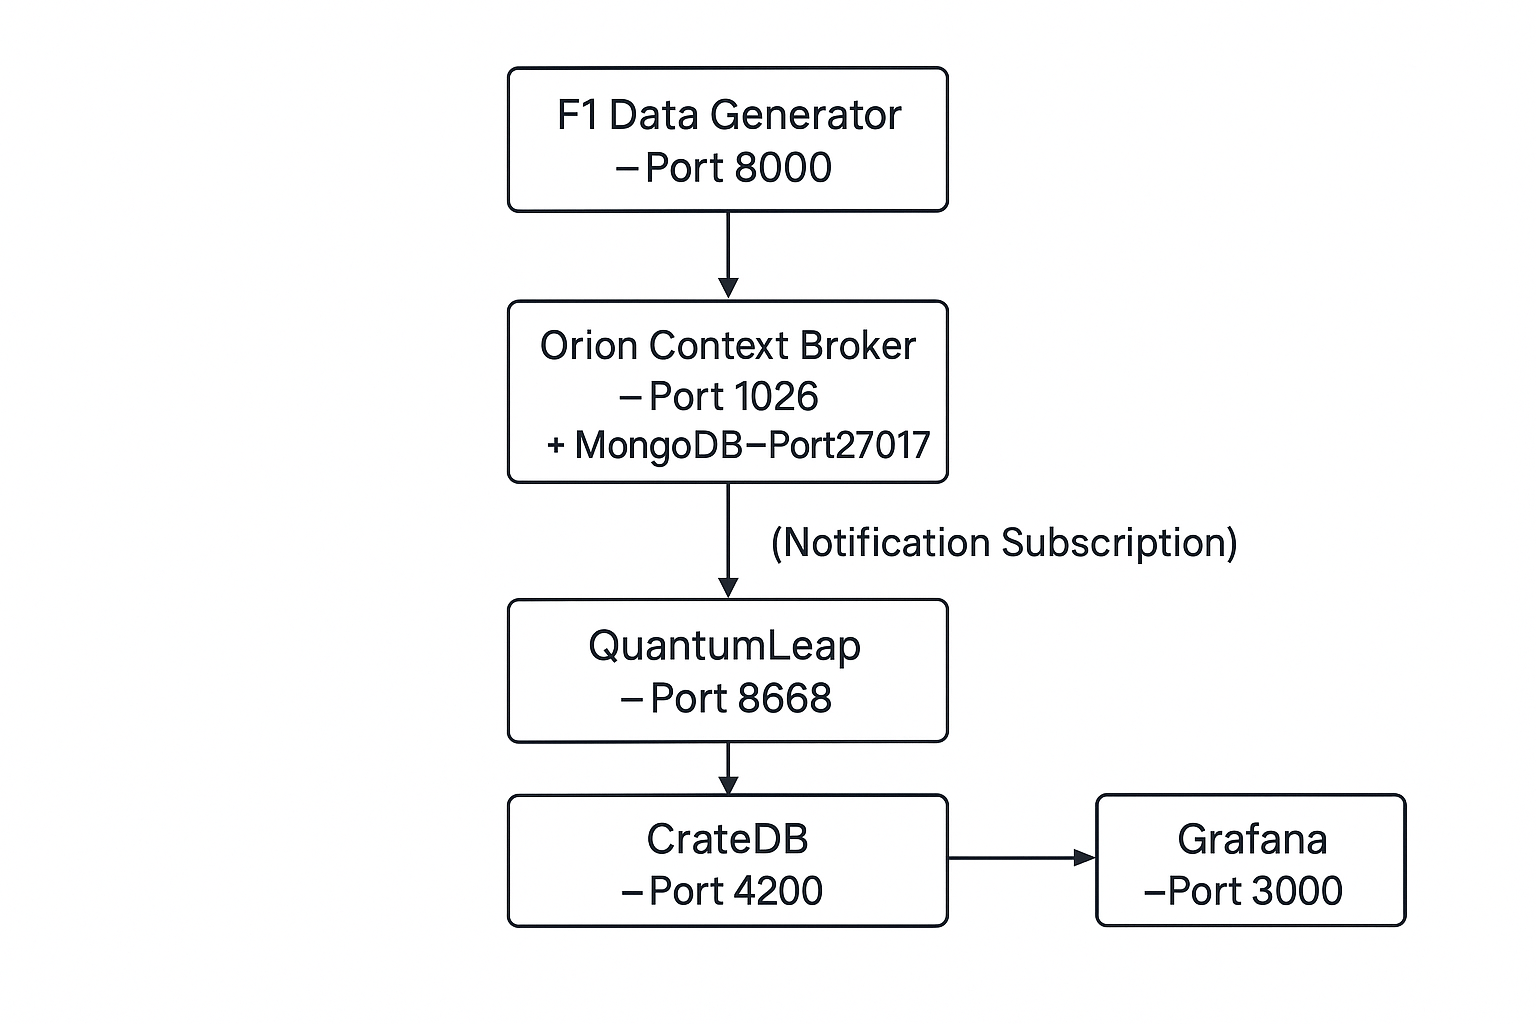 F1 Data Generator
– Port 8000
Orion Context Broker
– Port 1026
+ MongoDB–Port27017
(Notification Subscription)
QuantumLeap
– Port 8668
CrateDB
– Port 4200
Grafana
–Port 3000